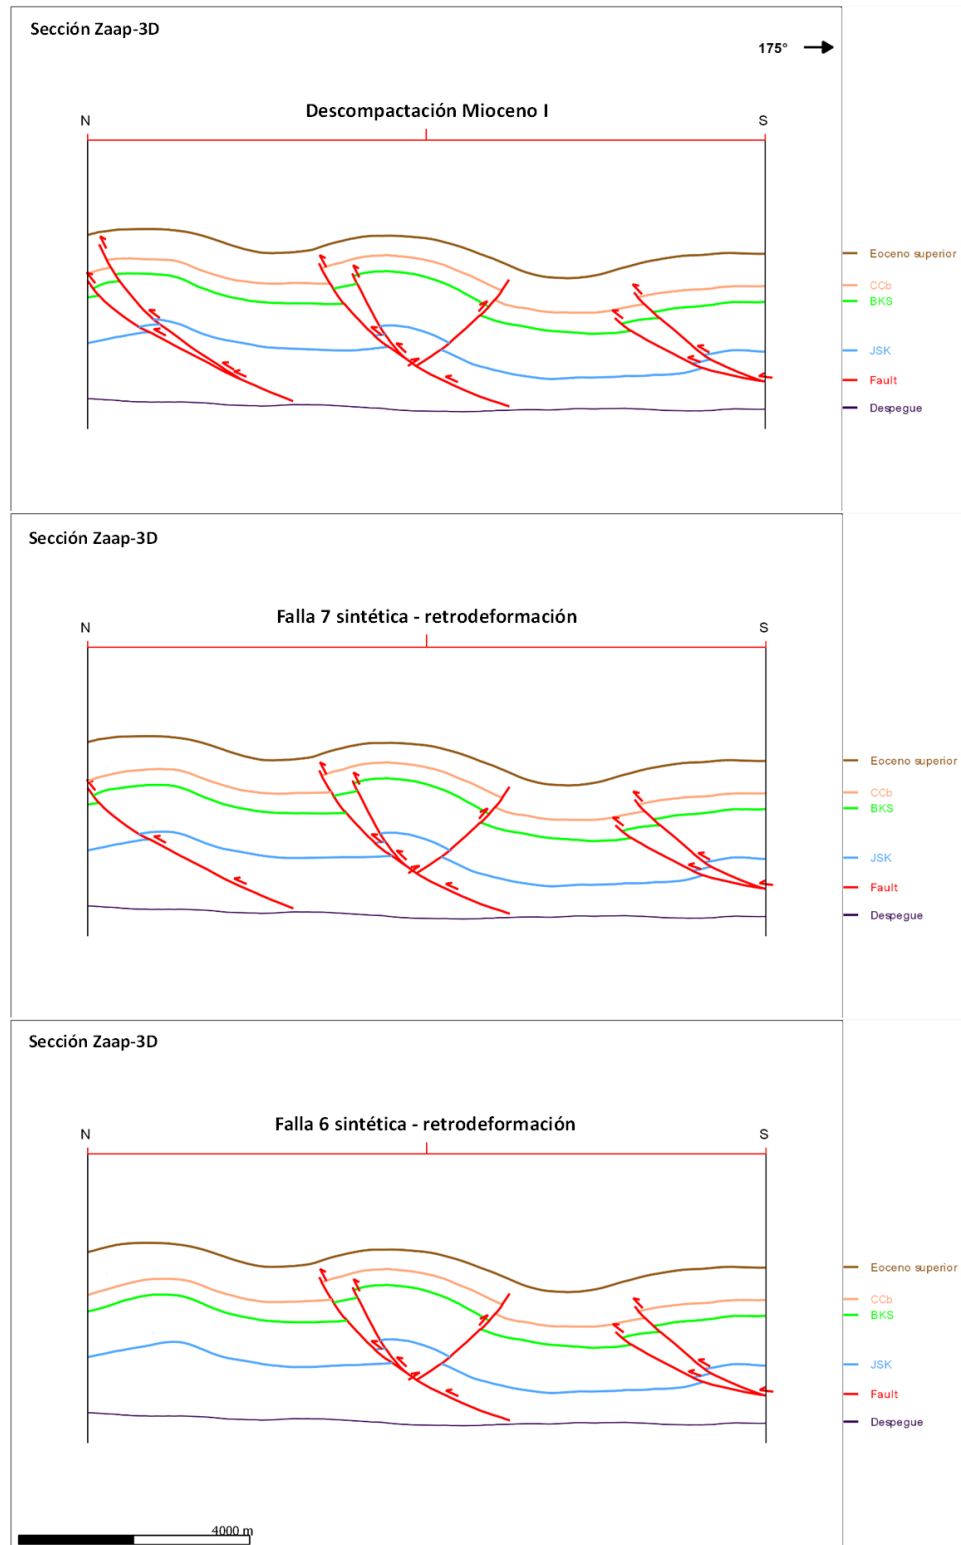 Sección Zaap-3D
175°
Descompactación Mioceno I
N
S
Eoceno superior
CCb
BKS
JSK
Fault
Despegue
Sección Zaap-3D
Falla 7 sintética - retrodeformación
N
S
Eoceno superior
CCb
BKS
JSK
Fault
Despegue
Sección Zaap-3D
Falla 6 sintética - retrodeformación
N
S
Eoceno superior
CCb
BKS
JSK
Fault
Despegue
4000 m